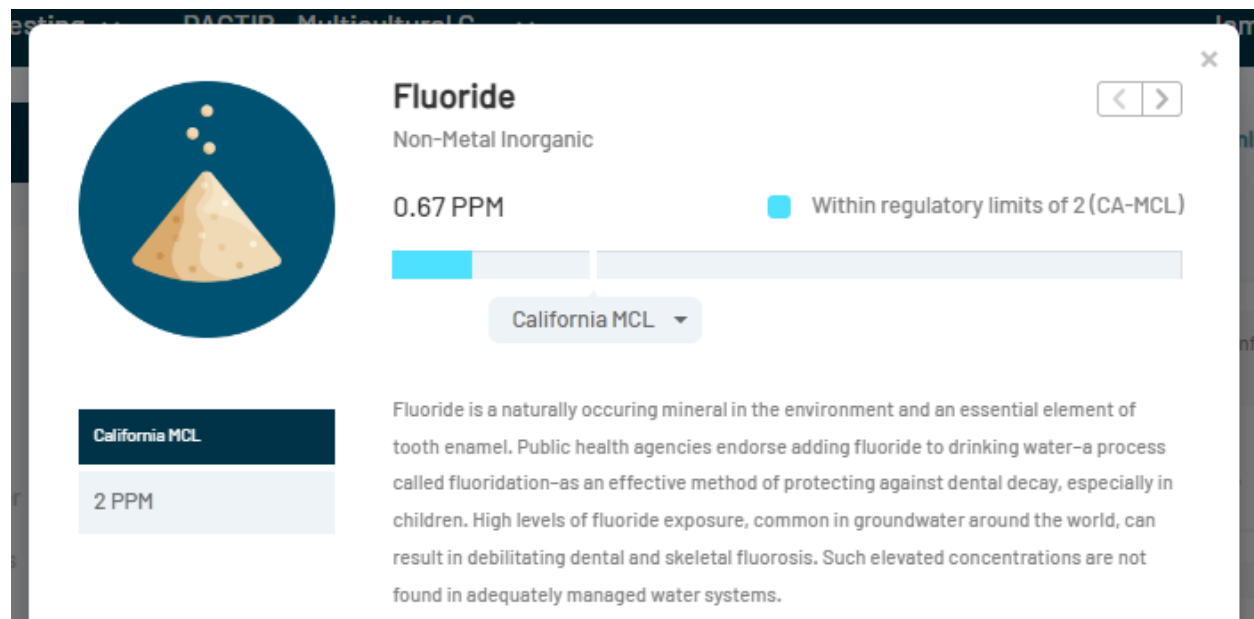 PACTIR
Multicultural C
Fluoride
Non-Metal Inorganic
0.67 PPM
Within regulatory limits of 2 (CA-MCL)
California MCL
California MCL
2 PPM
Fluoride is a naturally occuring mineral in the environment and an essential element of
tooth enamel. Public health agencies endorse adding fluoride to drinking water–a process
called fluoridation–as an effective method of protecting against dental decay, especially in
children. High levels of fluoride exposure, common in groundwater around the world, can
result in debilitating dental and skeletal fluorosis. Such elevated concentrations are not
found in adequately managed water systems.